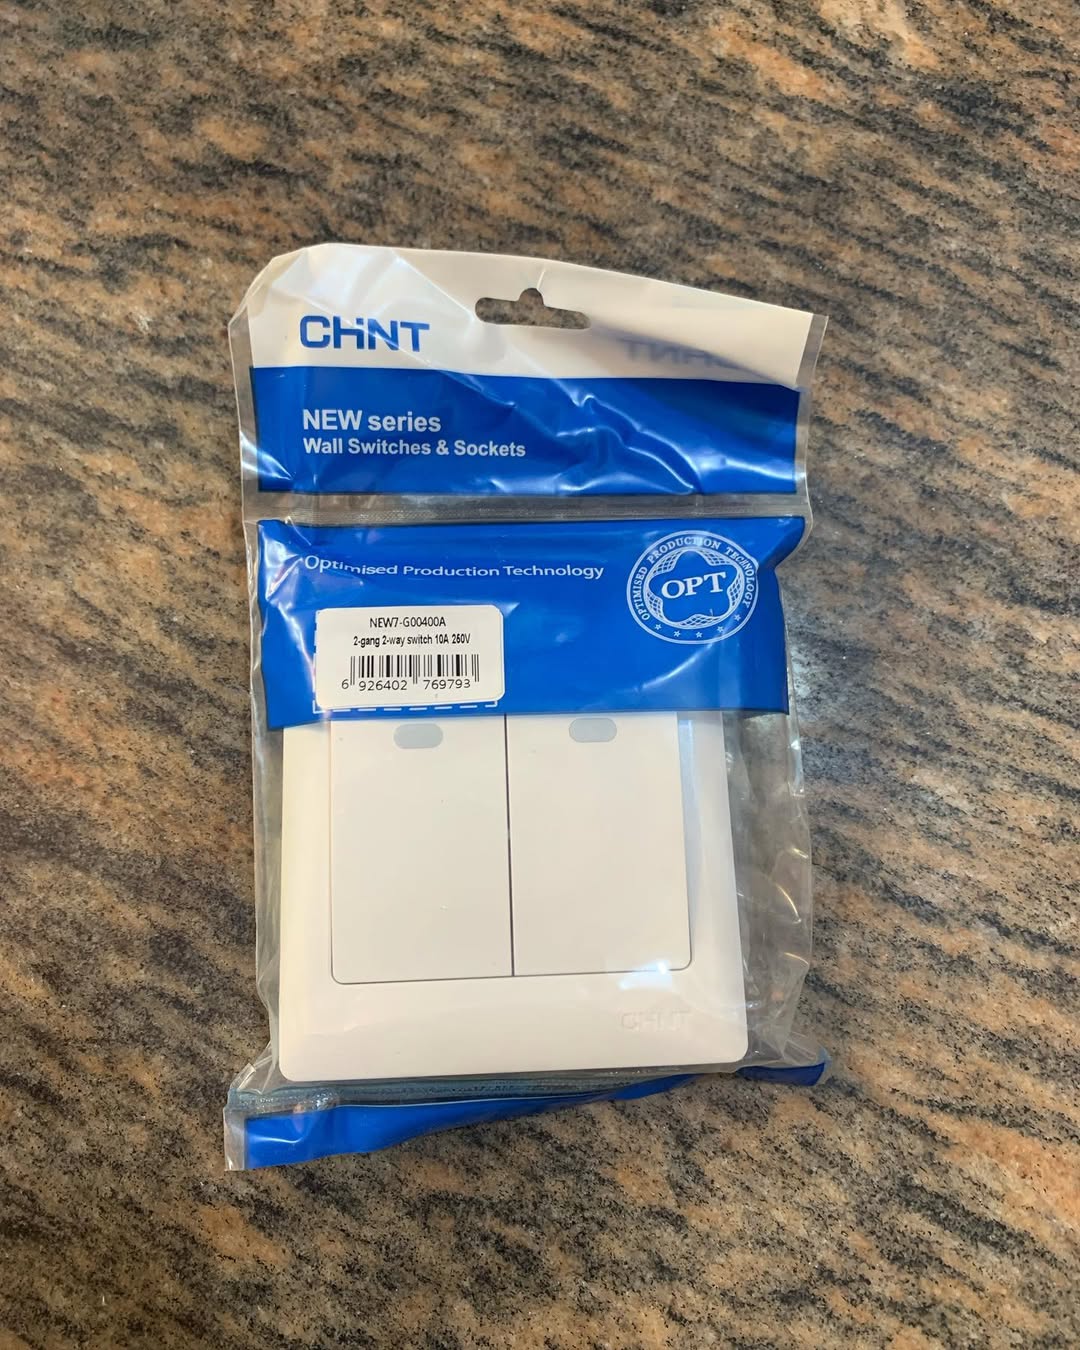 CHNT
NEW series
Wall Switches & Sockets
Optimised Production Technology
OPTIMISED PRODUCTION TECHNOLOGY
OPT
NEW7-G00400A
2-gang 2-way switch 10A 250V
6 926402 769793
CHNT